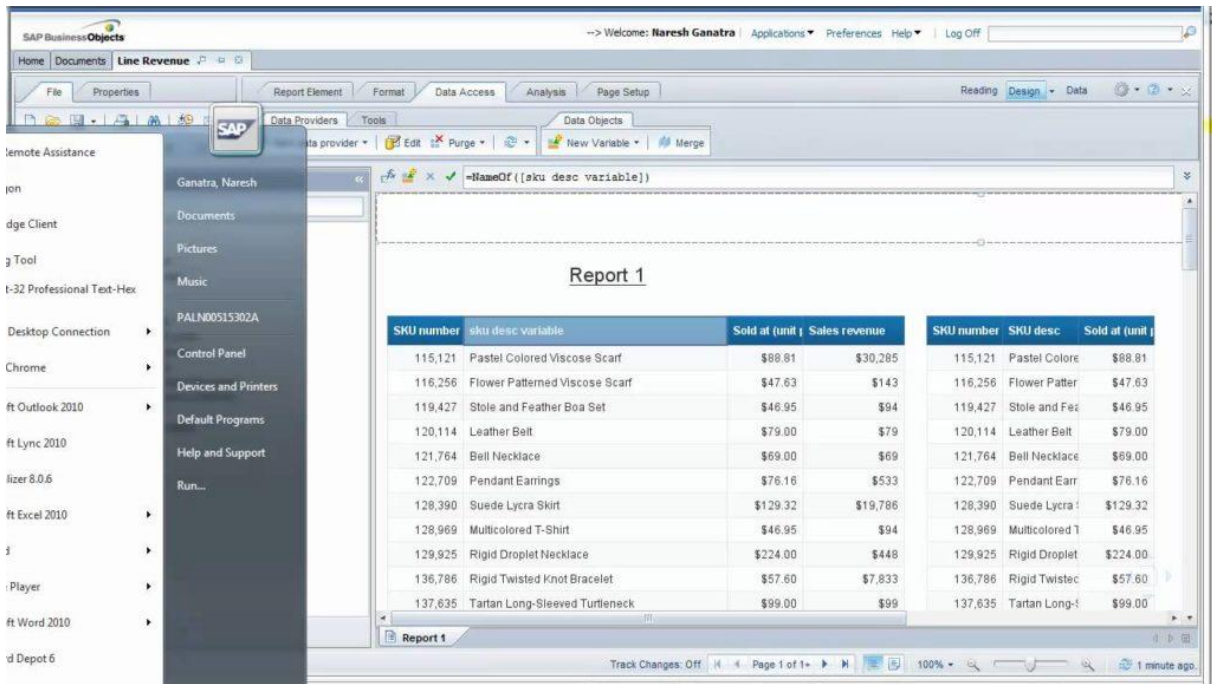 SAP BusinessObjects
--> Welcome: Naresh Ganatra Applications Preferences Help Log Off
Home Documents Line Revenue
File Properties Report Element Format Data Access Analysis Page Setup Reading Design Data
Data Providers Tools Data Objects
SAP
ata provider Edit Purge New Variable Merge
=NameOf([sku desc variable])
emote Assistance
on
dge Client
g Tool
t-32 Professional Text-Hex
Desktop Connection
Chrome
ft Outlook 2010
ft Lync 2010
lizer 8.0.6
ft Excel 2010
Player
ft Word 2010
rd Depot 6
Ganatra, Naresh
Documents
Pictures
Music
PALN00515302A
Control Panel
Devices and Printers
Default Programs
Help and Support
Run...
Report 1
SKU number sku desc variable Sold at (unit p Sales revenue SKU number SKU desc Sold at (unit p
115,121 Pastel Colored Viscose Scarf $88.81 $30,285 115,121 Pastel Colore $88.81
116,256 Flower Patterned Viscose Scarf $47.63 $143 116,256 Flower Patter $47.63
119,427 Stole and Feather Boa Set $46.95 $94 119,427 Stole and Fea $46.95
120,114 Leather Belt $79.00 $79 120,114 Leather Belt $79.00
121,764 Bell Necklace $69.00 $69 121,764 Bell Necklace $69.00
122,709 Pendant Earrings $76.16 $533 122,709 Pendant Earr $76.16
128,390 Suede Lycra Skirt $129.32 $19,786 128,390 Suede Lycra $129.32
128,969 Multicolored T-Shirt $46.95 $94 128,969 Multicolored T $46.95
129,925 Rigid Droplet Necklace $224.00 $448 129,925 Rigid Droplet $224.00
136,786 Rigid Twisted Knot Bracelet $57.60 $7,833 136,786 Rigid Twisted $57.60
137,635 Tartan Long-Sleeved Turtleneck $99.00 $99 137,635 Tartan Long-S $99.00
Report 1
Track Changes: Off Page 1 of 1+ 100% 1 minute ago